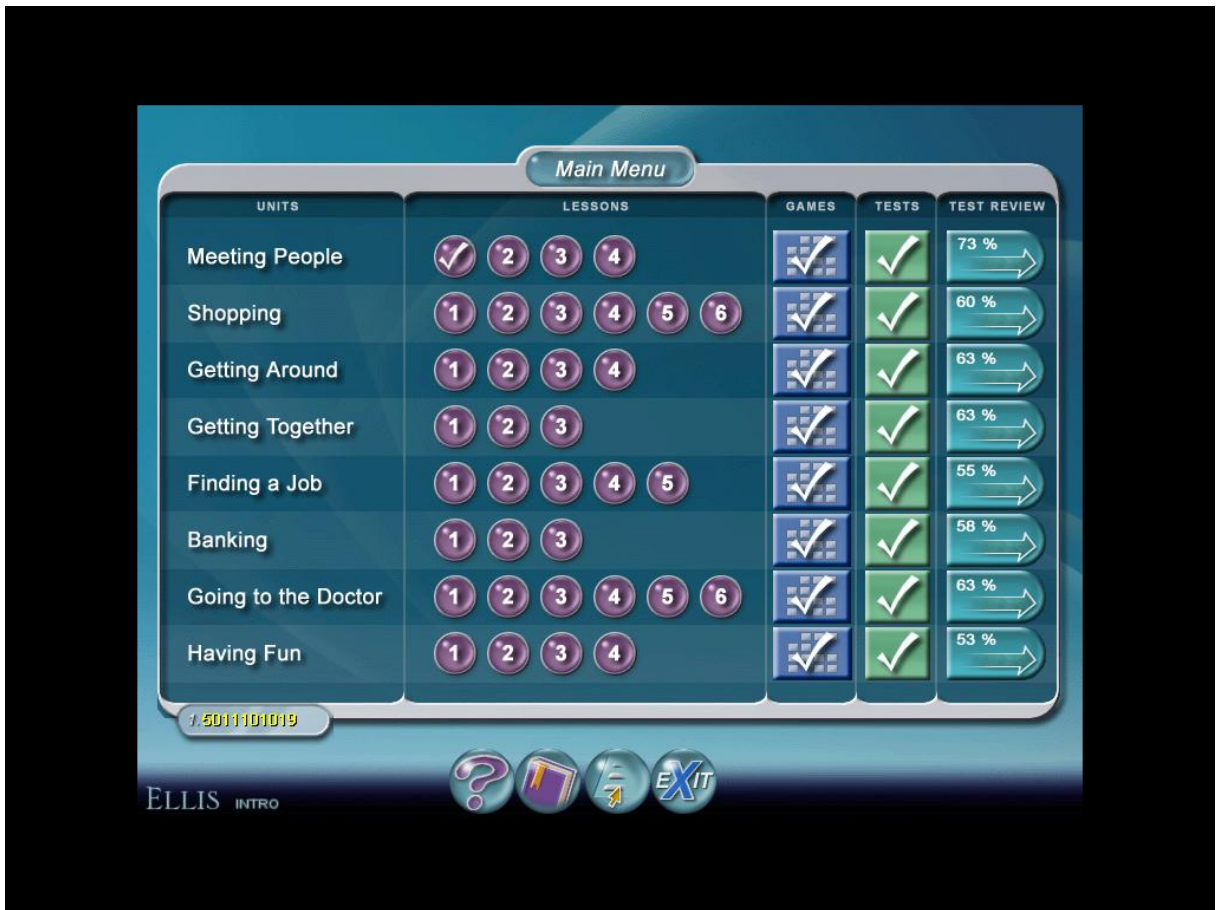 Main Menu
UNITS LESSONS GAMES TESTS TEST REVIEW
Meeting People 2 3 4 73 %
Shopping 1 2 3 4 5 6 60 %
Getting Around 1 2 3 4 63 %
Getting Together 1 2 3 63 %
Finding a Job 1 2 3 4 5 55 %
Banking 1 2 3 58 %
Going to the Doctor 1 2 3 4 5 6 63 %
Having Fun 1 2 3 4 53 %
1.5011101019
? EXIT
ELLIS INTRO